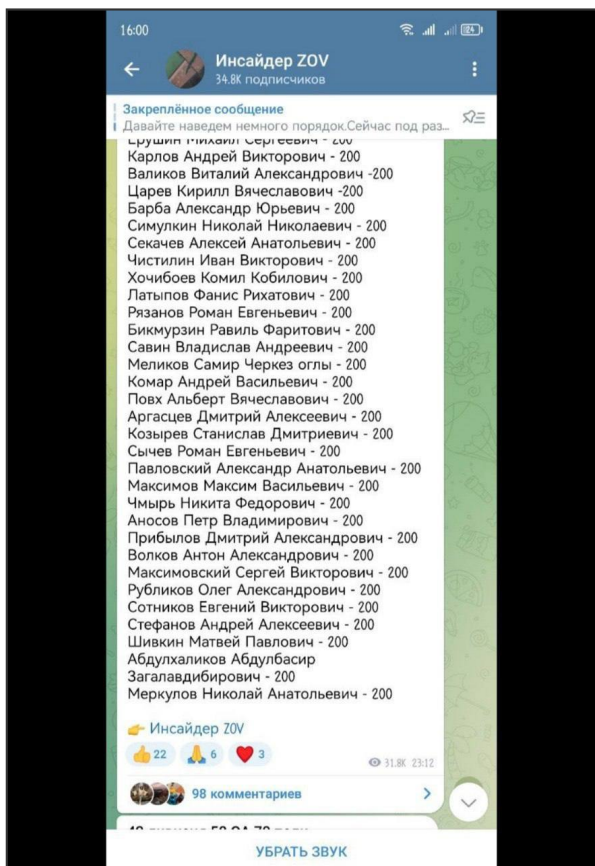 16:00
Инсайдер ZOV
34.8K подписчиков
Закреплённое сообщение
Давайте наведем немного порядок.Сейчас под раз...
Ерушин Михаил Сергеевич - 200
Карлов Андрей Викторович - 200
Валиков Виталий Александрович -200
Царев Кирилл Вячеславович -200
Барба Александр Юрьевич - 200
Симулкин Николай Николаевич - 200
Секачев Алексей Анатольевич - 200
Чистилин Иван Викторович - 200
Хочибоев Комил Кобилович - 200
Латыпов Фанис Рихатович - 200
Рязанов Роман Евгеньевич - 200
Бикмурзин Равиль Фаритович - 200
Савин Владислав Андреевич - 200
Меликов Самир Черкез оглы - 200
Комар Андрей Васильевич - 200
Повх Альберт Вячеславович - 200
Аргасцев Дмитрий Алексеевич - 200
Козырев Станислав Дмитриевич - 200
Сычев Роман Евгеньевич - 200
Павловский Александр Анатольевич - 200
Максимов Максим Васильевич - 200
Чмырь Никита Федорович - 200
Аносов Петр Владимирович - 200
Прибылов Дмитрий Александрович - 200
Волков Антон Александрович - 200
Максимовский Сергей Викторович - 200
Рубликов Олег Александрович - 200
Сотников Евгений Викторович - 200
Стефанов Андрей Алексеевич - 200
Шивкин Матвей Павлович - 200
Абдулхаликов Абдулбасир
Загалавдибирович - 200
Меркулов Николай Анатольевич - 200
👉 Инсайдер ZOV
👍 22 🙏 6 ❤️ 3
31.8K 23:12
98 комментариев
УБРАТЬ ЗВУК